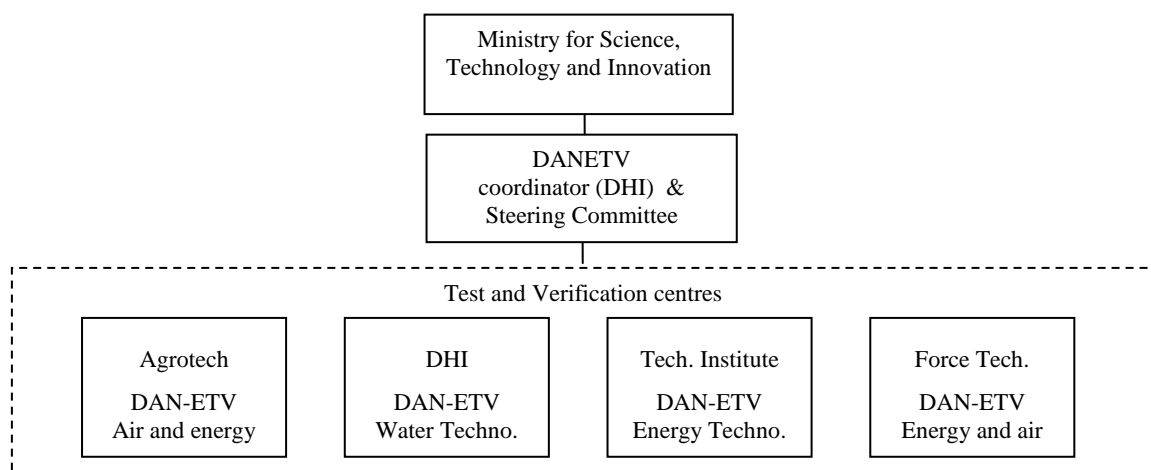 Ministry for Science,
Technology and Innovation
DANETV
coordinator (DHI) &
Steering Committee
Test and Verification centres
Agrotech
DAN-ETV
Air and energy
DHI
DAN-ETV
Water Techno.
Tech. Institute
DAN-ETV
Energy Techno.
Force Tech.
DAN-ETV
Energy and air